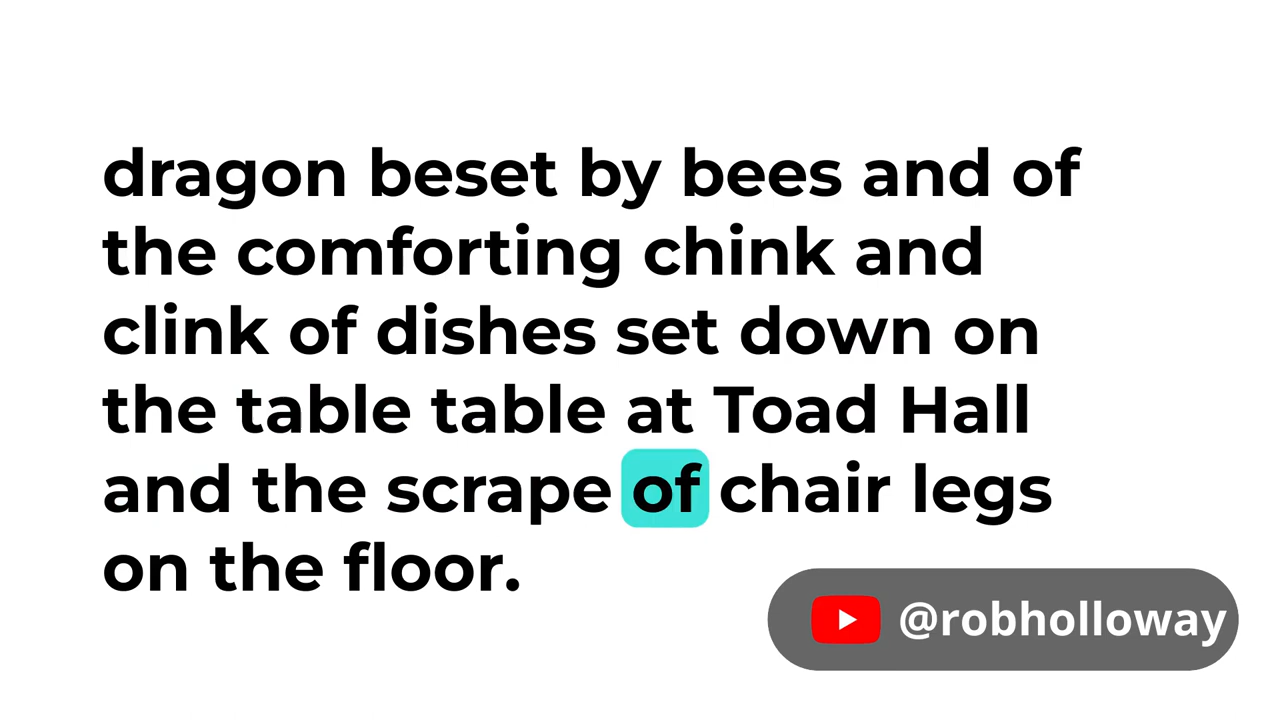 dragon beset by bees and of
the comforting chink and
clink of dishes set down on
the table table at Toad Hall
and the scrape of chair legs
on the floor.
@robholloway